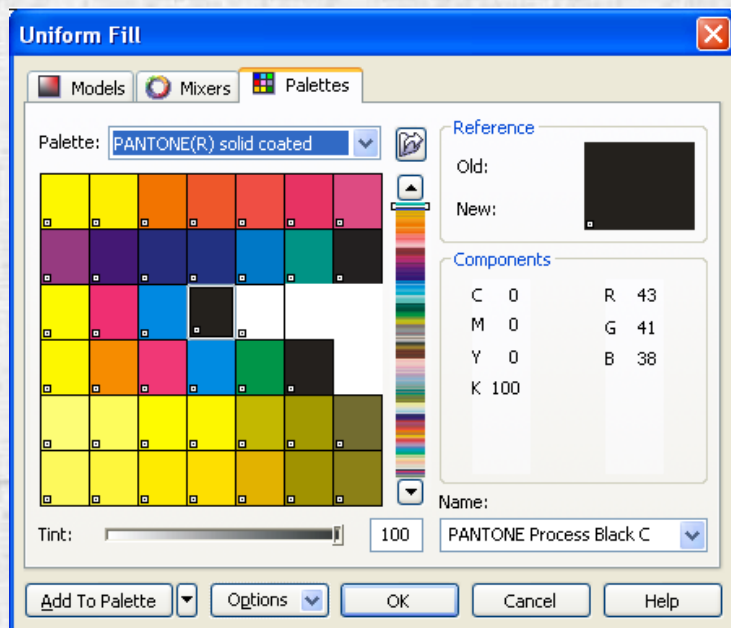 Uniform Fill
Models Mixers Palettes
Palette: PANTONE(R) solid coated
Reference
Old:
New:
Components
C 0 R 43
M 0 G 41
Y 0 B 38
K 100
Name:
Tint: 100 PANTONE Process Black C
Add To Palette Options OK Cancel Help